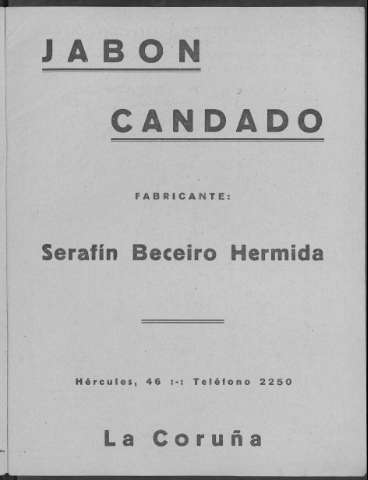 JABON
CANDADO
FABRICANTE:
Serafín Beceiro Hermida
Hércules, 46 :-: Teléfono 2250
La Coruña